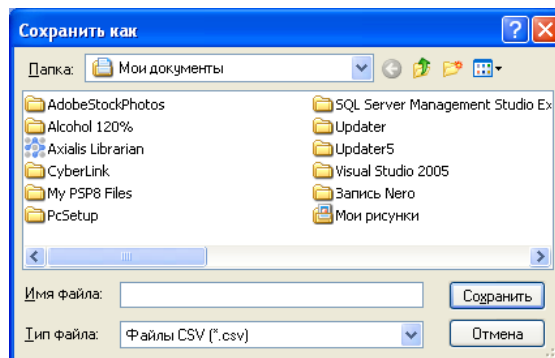 Сохранить как
Папка: Мои документы
AdobeStockPhotos
Alcohol 120%
Axialis Librarian
CyberLink
My PSP8 Files
PcSetup
SQL Server Management Studio Ex
Updater
Updater5
Visual Studio 2005
Запись Nero
Мои рисунки
Имя файла:
Сохранить
Тип файла: Файлы CSV (*.csv)
Отмена